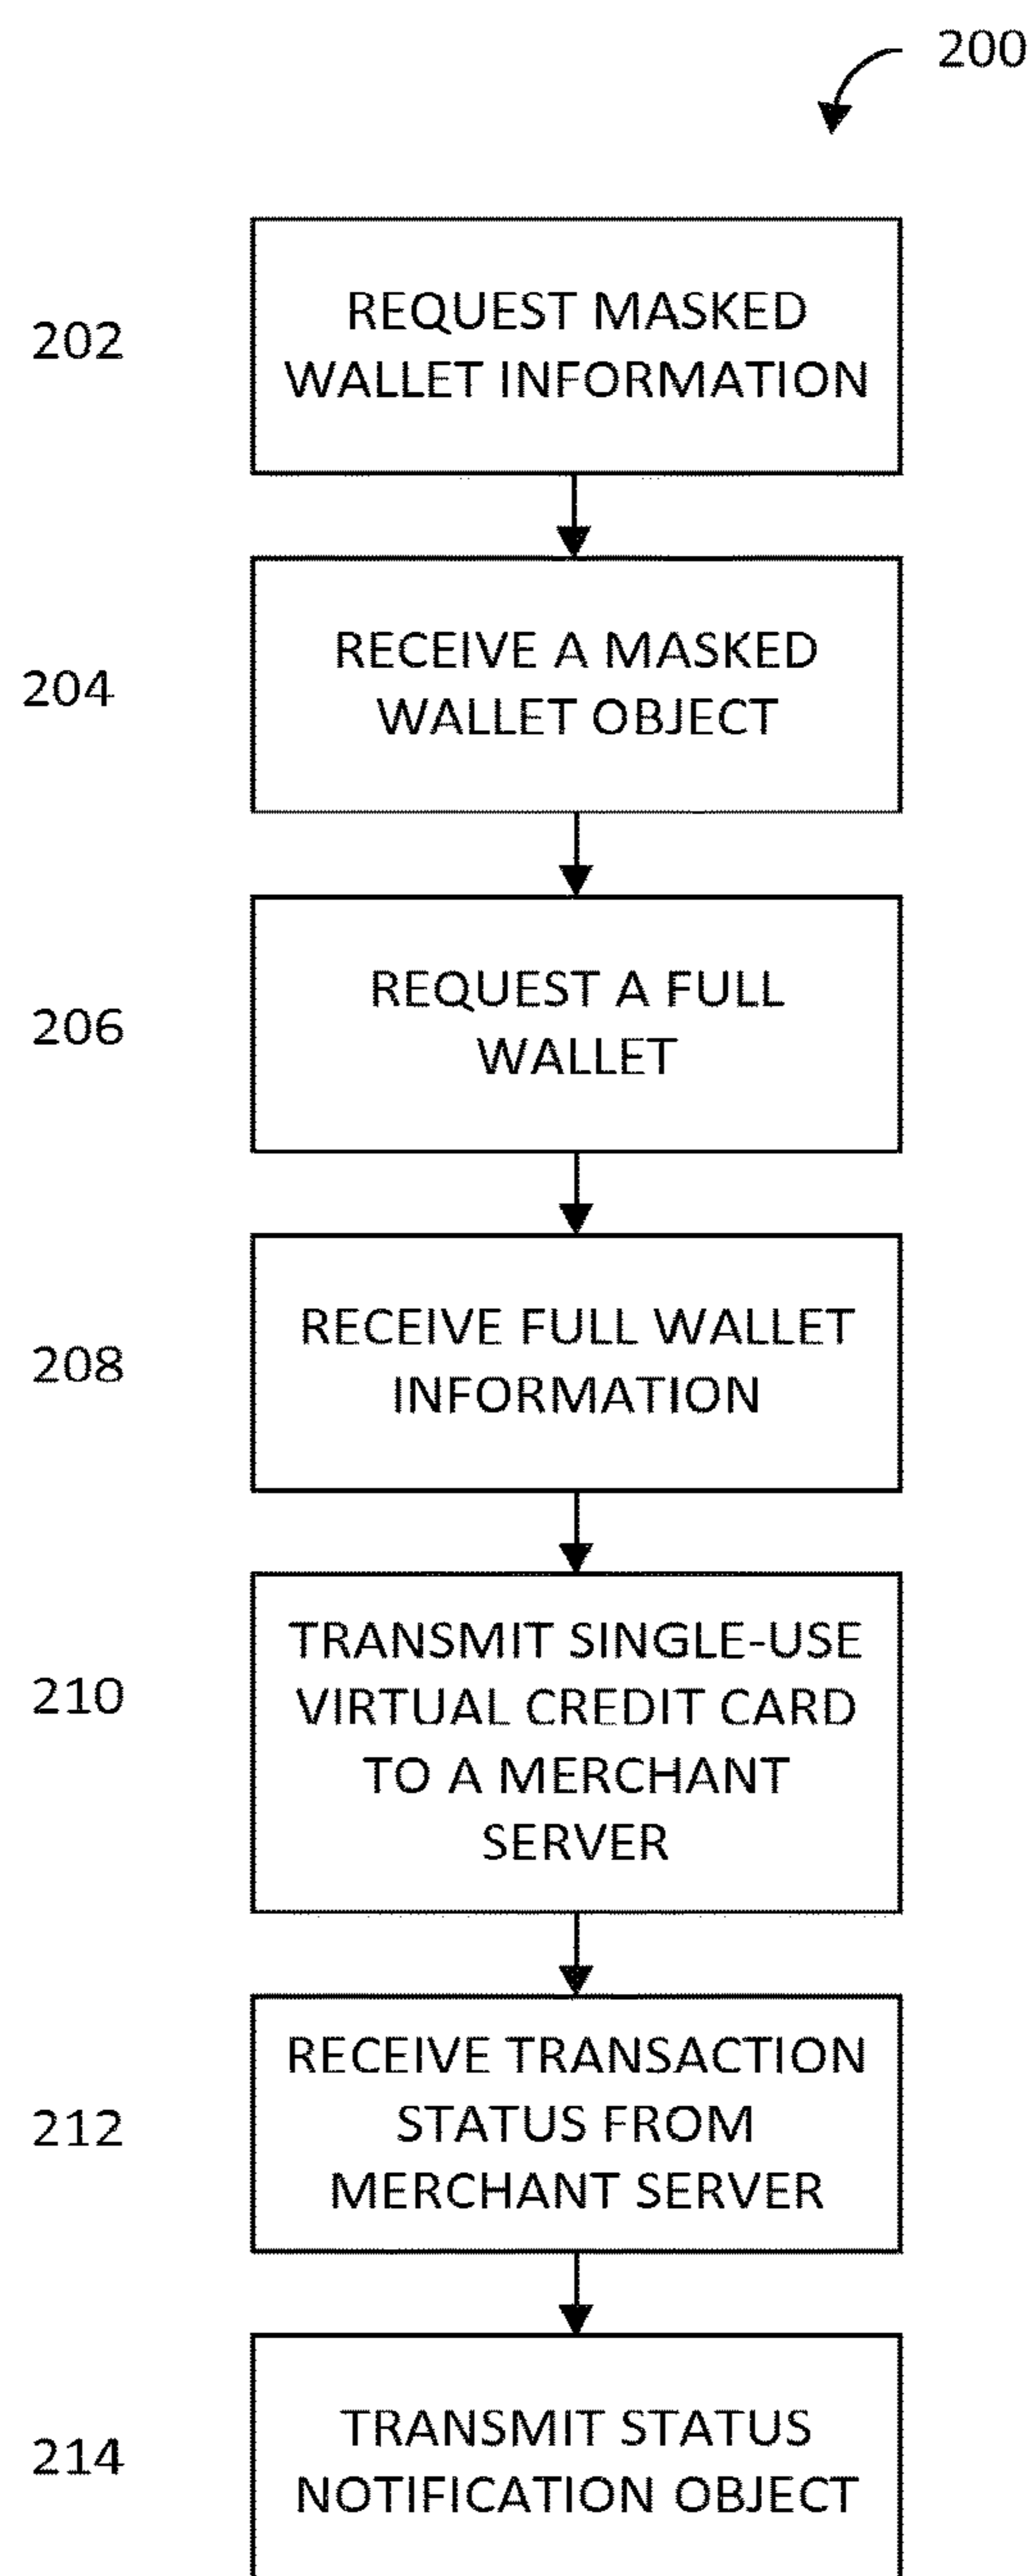 200
202
REQUEST MASKED
WALLET INFORMATION
204
RECEIVE A MASKED
WALLET OBJECT
206
REQUEST A FULL
WALLET
208
RECEIVE FULL WALLET
INFORMATION
210
TRANSMIT SINGLE-USE
VIRTUAL CREDIT CARD
TO A MERCHANT
SERVER
212
RECEIVE TRANSACTION
STATUS FROM
MERCHANT SERVER
214
TRANSMIT STATUS
NOTIFICATION OBJECT